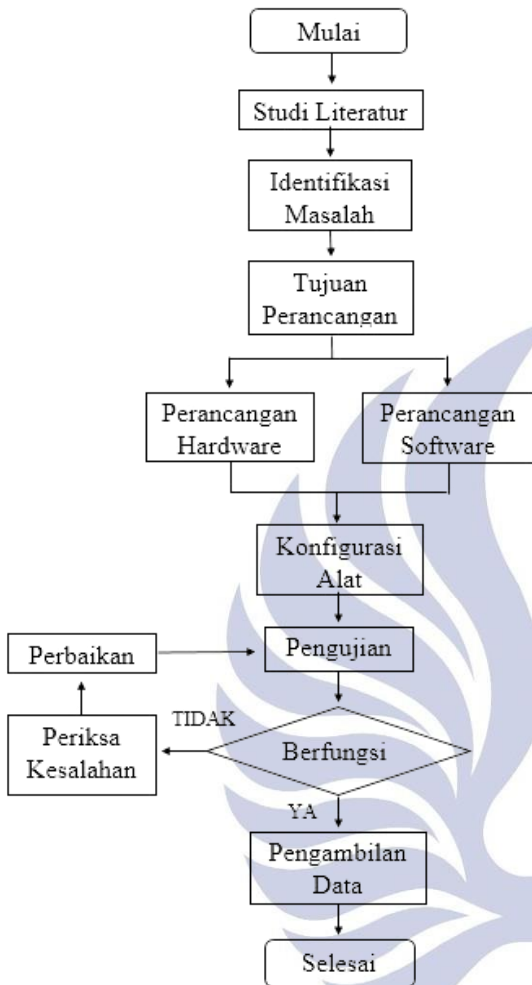 Mulai
Studi Literatur
Identifikasi
Masalah
Tujuan
Perancangan
Perancangan
Hardware
Perancangan
Software
Konfigurasi
Alat
Perbaikan
Pengujian
TIDAK
Periksa
Kesalahan
Berfungsi
YA
Pengambilan
Data
Selesai